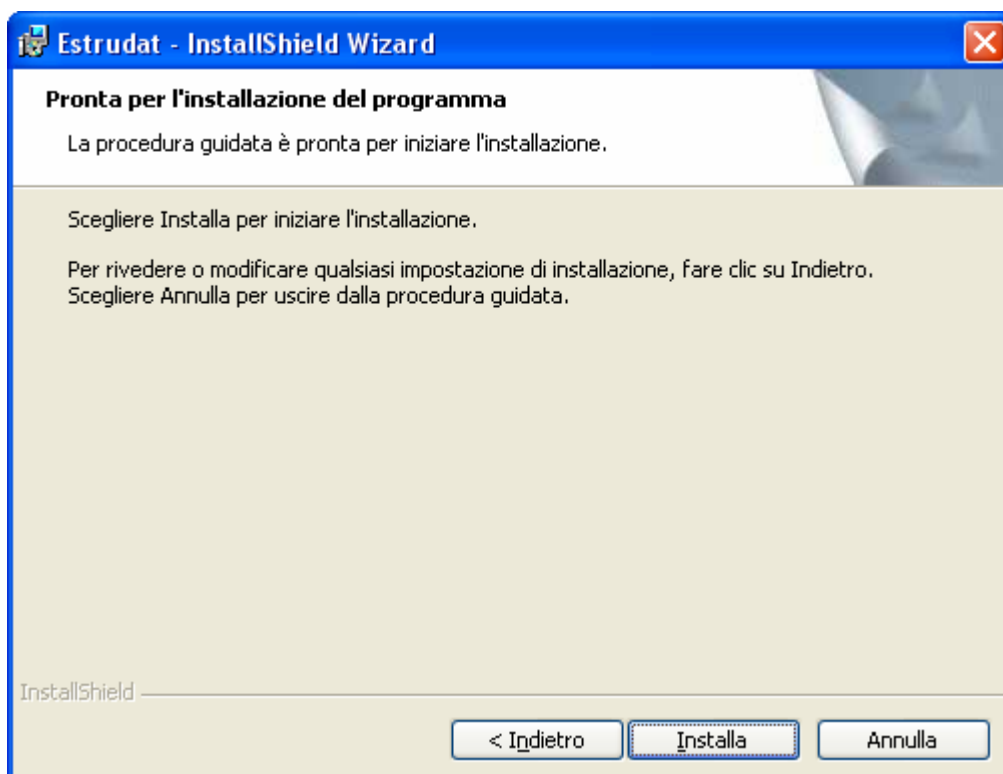 Estrudat - InstallShield Wizard
Pronta per l'installazione del programma
La procedura guidata è pronta per iniziare l'installazione.
Scegliere Installa per iniziare l'installazione.
Per rivedere o modificare qualsiasi impostazione di installazione, fare clic su Indietro.
Scegliere Annulla per uscire dalla procedura guidata.
InstallShield
< Indietro
Installa
Annulla